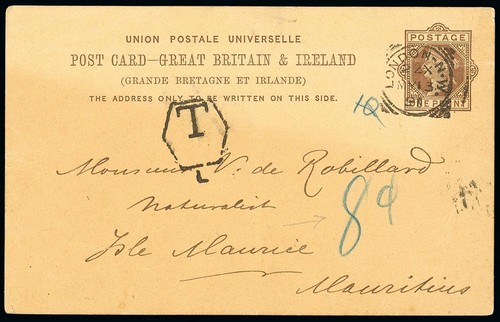 UNION POSTALE UNIVERSELLE
POST CARD—GREAT BRITAIN & IRELAND
(GRANDE BRETAGNE ET IRLANDE)
THE ADDRESS ONLY TO BE WRITTEN ON THIS SIDE.
POSTAGE
ONE PENNY
LONDON·N.W.
T
L
8d
Monsieur V. de Robillard
Naturalist
Isle Maurice
Mauritius